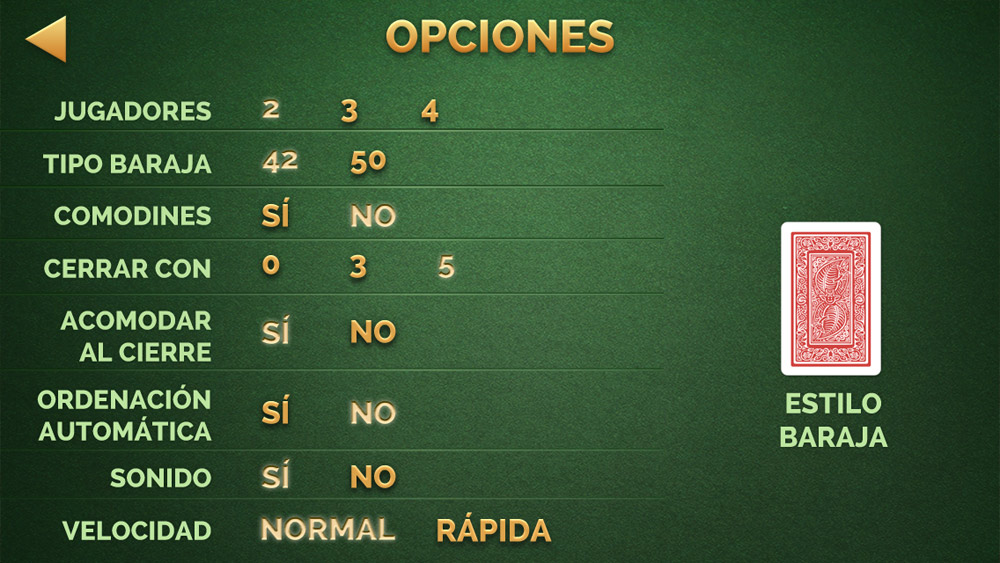 OPCIONES
JUGADORES 2 3 4
TIPO BARAJA 42 50
COMODINES SÍ NO
CERRAR CON 0 3 5
ACOMODAR
AL CIERRE SÍ NO
ORDENACIÓN
AUTOMÁTICA SÍ NO
SONIDO SÍ NO
VELOCIDAD NORMAL RÁPIDA
ESTILO
BARAJA